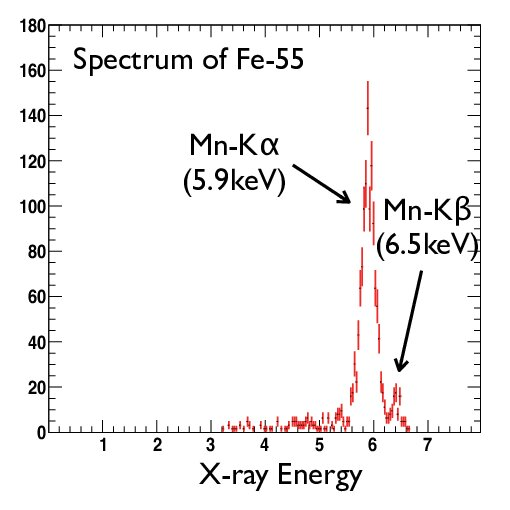 180
Spectrum of Fe-55
160
140
Mn-Kα
120
(5.9keV)
100
Mn-Kβ
(6.5keV)
80
60
40
20
0
1 2 3 4 5 6 7
X-ray Energy